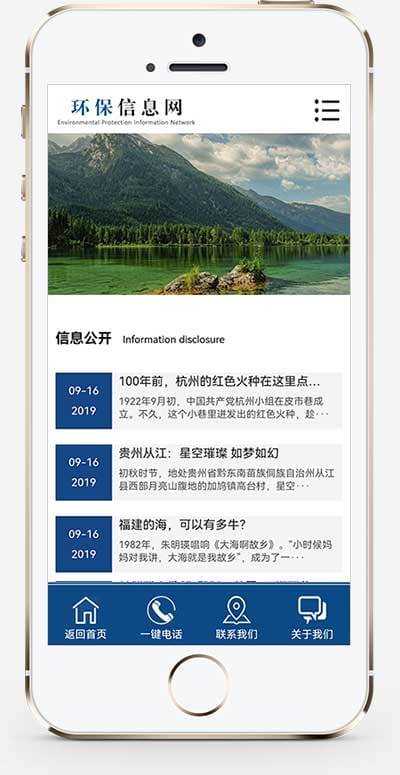 环保信息网
Environmental Protection Information Network
信息公开 Information disclosure
09-16
2019
100年前，杭州的红色火种在这里点...
1922年9月初，中国共产党杭州小组在皮市巷成
立。不久，这个小巷里迸发出的红色火种，趁···
09-16
2019
贵州从江：星空璀璨 如梦如幻
初秋时节，地处贵州省黔东南苗族侗族自治州从江
县西部月亮山腹地的加鸠镇高台村，星空···
09-16
2019
福建的海，可以有多牛?
1982年，朱明瑛唱响《大海啊故乡》。“小时候妈
妈对我讲，大海就是我故乡”，成为了一···
返回首页
一键电话
联系我们
关于我们